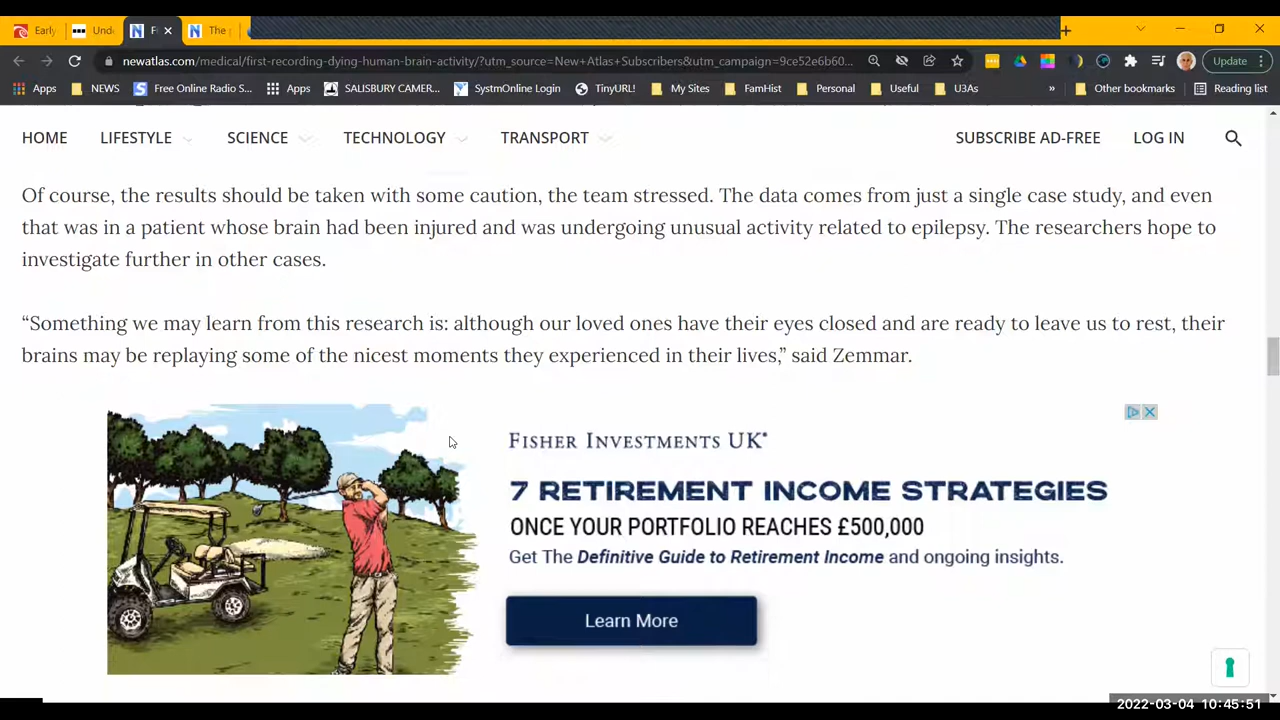 Early
Unde
Fi
The
newatlas.com/medical/first-recording-dying-human-brain-activity/?utm_source=New+Atlas+Subscribers&utm_campaign=9ce52e6b60...
Update
Apps
NEWS
Free Online Radio S...
Apps
SALISBURY CAMER...
SystmOnline Login
TinyURL!
My Sites
FamHist
Personal
Useful
U3As
»
Other bookmarks
Reading list
HOME
LIFESTYLE
SCIENCE
TECHNOLOGY
TRANSPORT
SUBSCRIBE AD-FREE
LOG IN
Of course, the results should be taken with some caution, the team stressed. The data comes from just a single case study, and even
that was in a patient whose brain had been injured and was undergoing unusual activity related to epilepsy. The researchers hope to
investigate further in other cases.
“Something we may learn from this research is: although our loved ones have their eyes closed and are ready to leave us to rest, their
brains may be replaying some of the nicest moments they experienced in their lives,” said Zemmar.
FISHER INVESTMENTS UK®
7 RETIREMENT INCOME STRATEGIES
ONCE YOUR PORTFOLIO REACHES £500,000
Get The Definitive Guide to Retirement Income and ongoing insights.
Learn More
2022-03-04 10:45:51